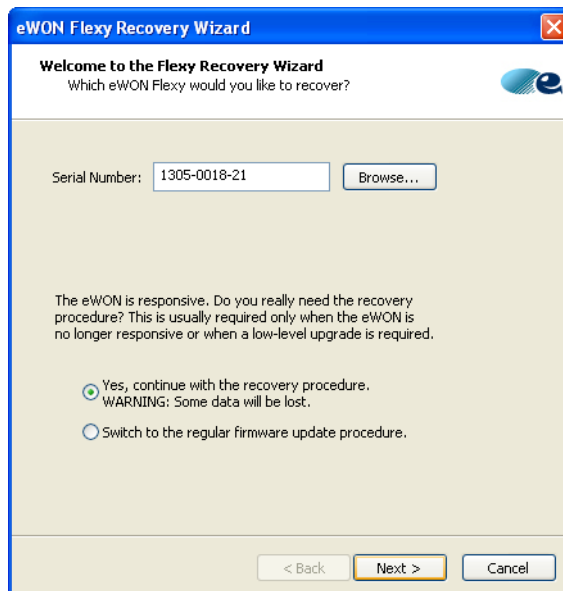 eWON Flexy Recovery Wizard
Welcome to the Flexy Recovery Wizard
Which eWON Flexy would you like to recover?
Serial Number: 1305-0018-21 Browse...
The eWON is responsive. Do you really need the recovery
procedure? This is usually required only when the eWON is
no longer responsive or when a low-level upgrade is required.
Yes, continue with the recovery procedure.
WARNING: Some data will be lost.
Switch to the regular firmware update procedure.
< Back Next > Cancel